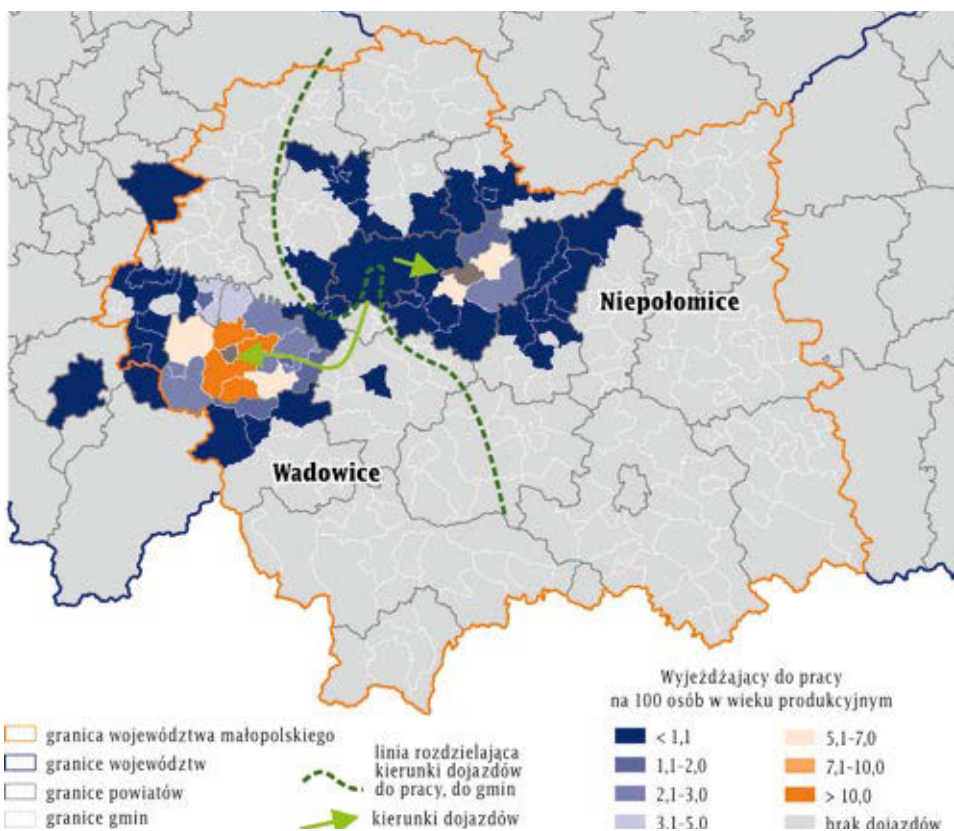 Niepołomice
Wadowice
Wyjeżdżający do pracy
na 100 osób w wieku produkcyjnym
< 1,1
1,1-2,0
2,1-3,0
3,1-5,0
5,1-7,0
7,1-10,0
> 10,0
brak dojazdów
granica województwa małopolskiego
granice województw
granice powiatów
granice gmin
linia rozdzielająca
kierunki dojazdów
do pracy, do gmin
kierunki dojazdów